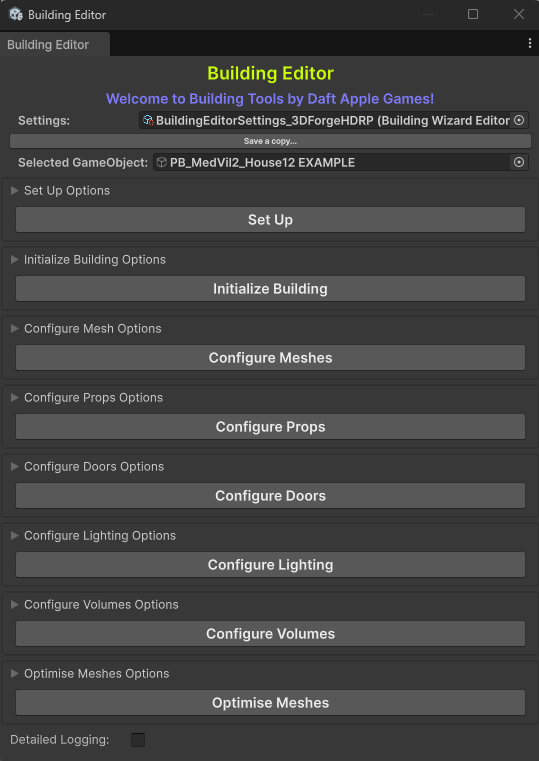 Building Editor
Building Editor
Building Editor
Welcome to Building Tools by Daft Apple Games!
Settings: BuildingEditorSettings_3DForgeHDRP (Building Wizard Editor
Save a copy...
Selected GameObject: PB_MedVil2_House12 EXAMPLE
Set Up Options
Set Up
Initialize Building Options
Initialize Building
Configure Mesh Options
Configure Meshes
Configure Props Options
Configure Props
Configure Doors Options
Configure Doors
Configure Lighting Options
Configure Lighting
Configure Volumes Options
Configure Volumes
Optimise Meshes Options
Optimise Meshes
Detailed Logging: